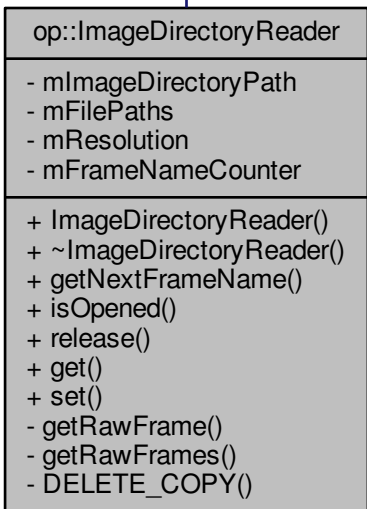 op::ImageDirectoryReader
- mImageDirectoryPath
- mFilePaths
- mResolution
- mFrameNameCounter
+ ImageDirectoryReader()
+ ~ImageDirectoryReader()
+ getNextFrameName()
+ isOpened()
+ release()
+ get()
+ set()
- getRawFrame()
- getRawFrames()
- DELETE_COPY()